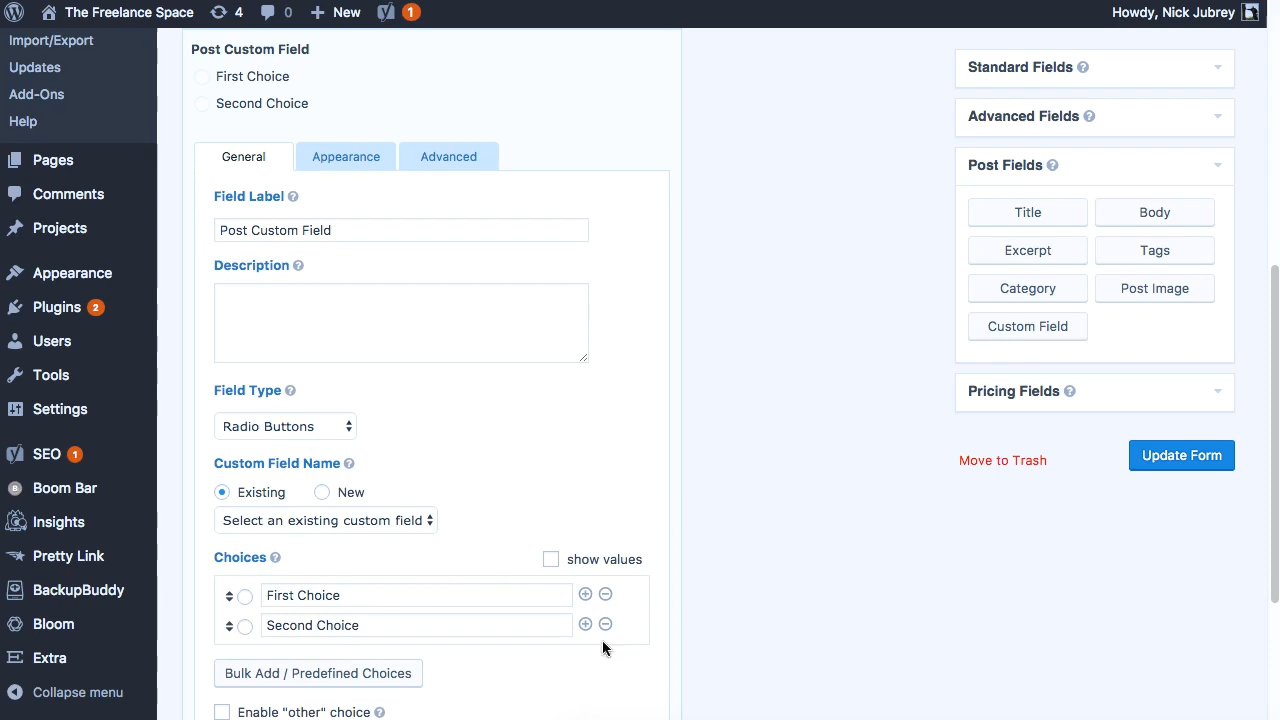 The Freelance Space 4 0 New 1 Howdy, Nick Jubrey
Import/Export
Updates
Add-Ons
Help
Pages
Comments
Projects
Appearance
Plugins 2
Users
Tools
Settings
SEO 1
Boom Bar
Insights
Pretty Link
BackupBuddy
Bloom
Extra
Collapse menu
Post Custom Field
First Choice
Second Choice
General Appearance Advanced
Field Label ?
Post Custom Field
Description ?
Field Type ?
Radio Buttons
Custom Field Name ?
Existing New
Select an existing custom field
Choices ? show values
First Choice
Second Choice
Bulk Add / Predefined Choices
Enable "other" choice ?
Standard Fields ?
Advanced Fields ?
Post Fields ?
Title Body
Excerpt Tags
Category Post Image
Custom Field
Pricing Fields ?
Move to Trash Update Form